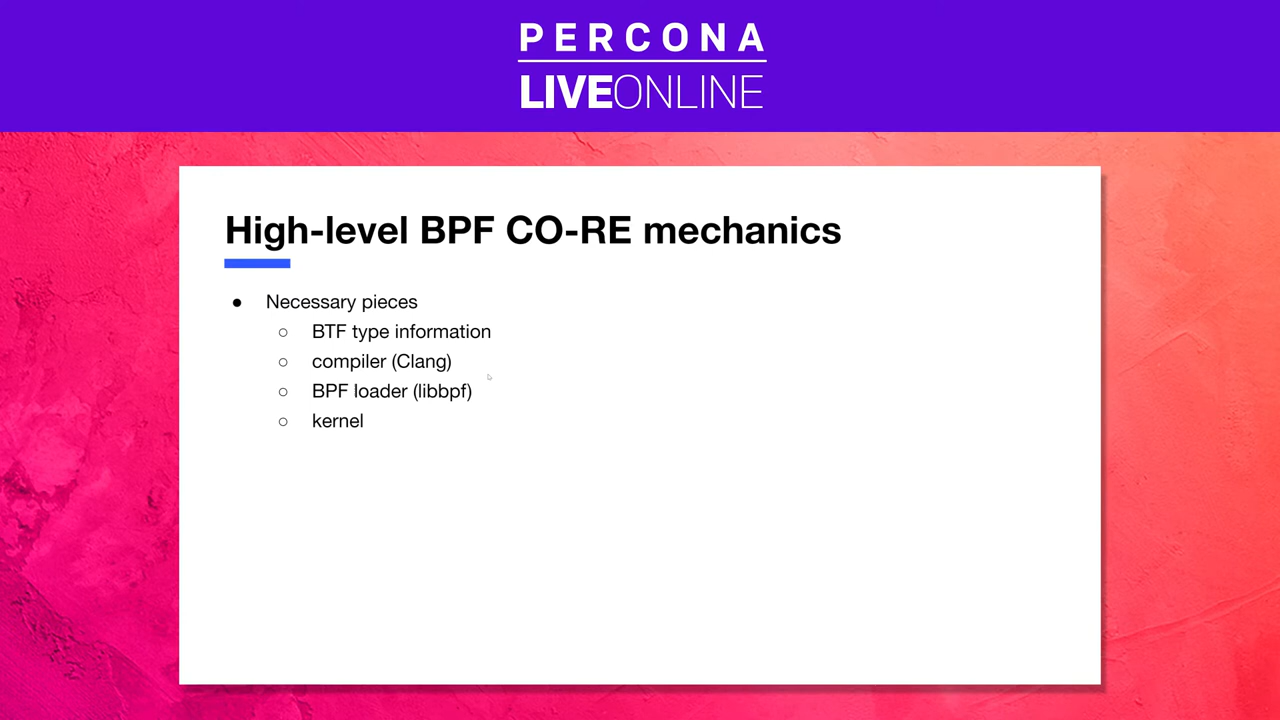 PERCONA
LIVEONLINE
High-level BPF CO-RE mechanics
● Necessary pieces
○ BTF type information
○ compiler (Clang)
○ BPF loader (libbpf)
○ kernel